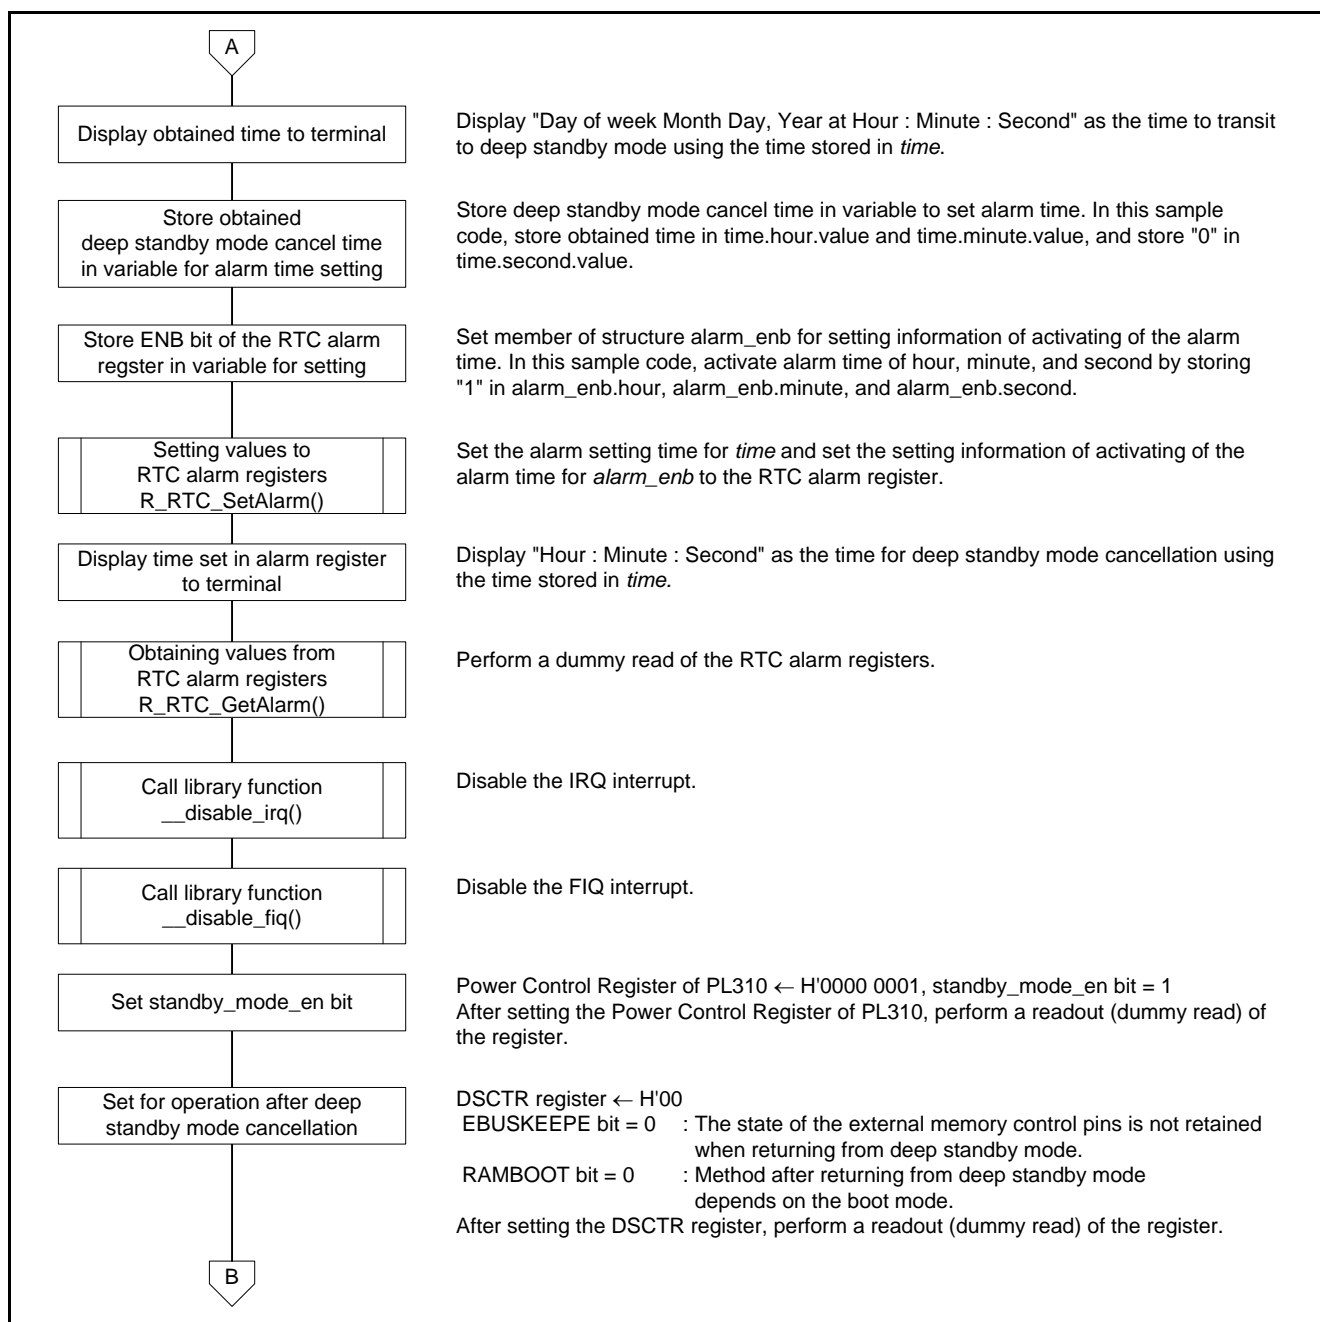 A
Display obtained time to terminal
Display "Day of week Month Day, Year at Hour : Minute : Second" as the time to transit
to deep standby mode using the time stored in time.
Store obtained
deep standby mode cancel time
in variable for alarm time setting
Store deep standby mode cancel time in variable to set alarm time. In this sample
code, store obtained time in time.hour.value and time.minute.value, and store "0" in
time.second.value.
Store ENB bit of the RTC alarm
regster in variable for setting
Set member of structure alarm_enb for setting information of activating of the alarm
time. In this sample code, activate alarm time of hour, minute, and second by storing
"1" in alarm_enb.hour, alarm_enb.minute, and alarm_enb.second.
Setting values to
RTC alarm registers
R_RTC_SetAlarm()
Set the alarm setting time for time and set the setting information of activating of the
alarm time for alarm_enb to the RTC alarm register.
Display time set in alarm register
to terminal
Display "Hour : Minute : Second" as the time for deep standby mode cancellation using
the time stored in time.
Obtaining values from
RTC alarm registers
R_RTC_GetAlarm()
Perform a dummy read of the RTC alarm registers.
Call library function
__disable_irq()
Disable the IRQ interrupt.
Call library function
__disable_fiq()
Disable the FIQ interrupt.
Set standby_mode_en bit
Power Control Register of PL310 ← H'0000 0001, standby_mode_en bit = 1
After setting the Power Control Register of PL310, perform a readout (dummy read) of
the register.
Set for operation after deep
standby mode cancellation
DSCTR register ← H'00
EBUSKEEPE bit = 0 : The state of the external memory control pins is not retained
when returning from deep standby mode.
RAMBOOT bit = 0 : Method after returning from deep standby mode
depends on the boot mode.
After setting the DSCTR register, perform a readout (dummy read) of the register.
B